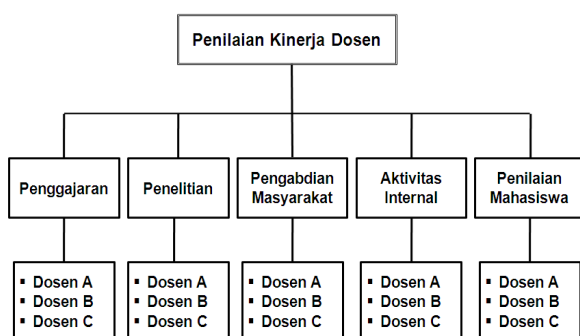 Penilaian Kinerja Dosen
Penggajaran
Penelitian
Pengabdian
Masyarakat
Aktivitas
Internal
Penilaian
Mahasiswa
▪ Dosen A
▪ Dosen B
▪ Dosen C
▪ Dosen A
▪ Dosen B
▪ Dosen C
▪ Dosen A
▪ Dosen B
▪ Dosen C
▪ Dosen A
▪ Dosen B
▪ Dosen C
▪ Dosen A
▪ Dosen B
▪ Dosen C